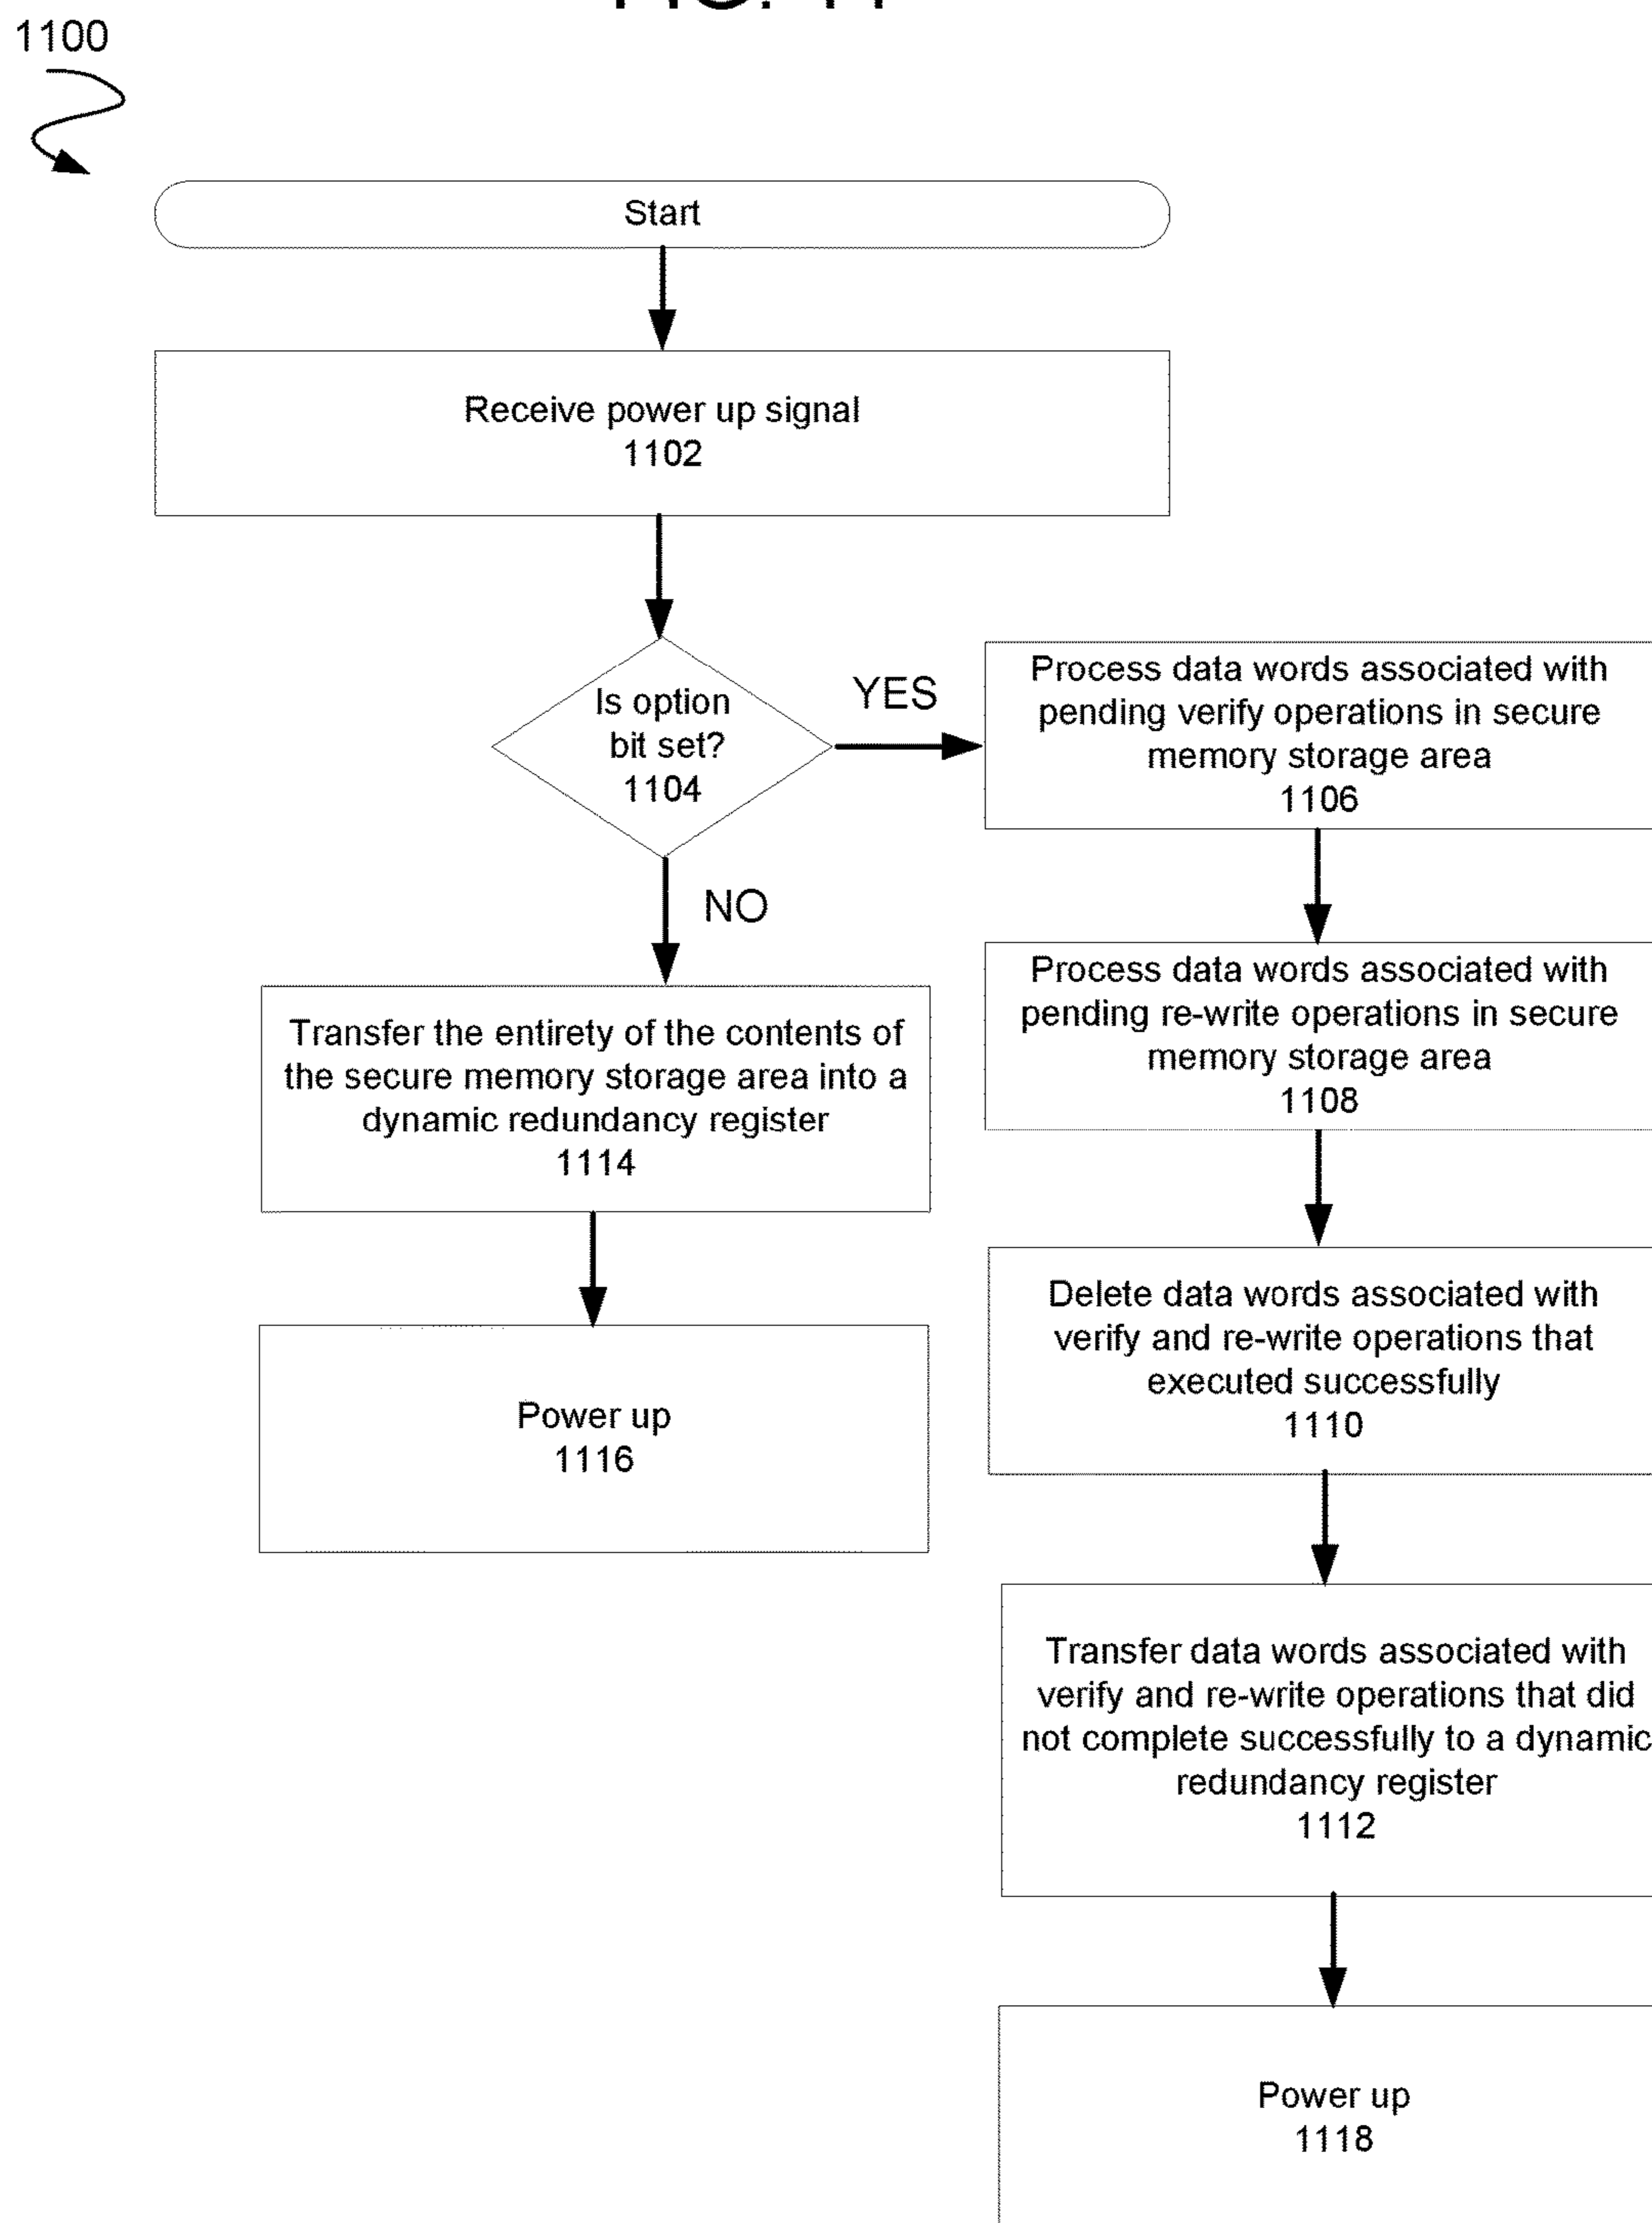 1100
Start
Receive power up signal
1102
Is option
bit set?
1104
YES
NO
Process data words associated with
pending verify operations in secure
memory storage area
1106
Process data words associated with
pending re-write operations in secure
memory storage area
1108
Transfer the entirety of the contents of
the secure memory storage area into a
dynamic redundancy register
1114
Delete data words associated with
verify and re-write operations that
executed successfully
1110
Power up
1116
Transfer data words associated with
verify and re-write operations that did
not complete successfully to a dynamic
redundancy register
1112
Power up
1118